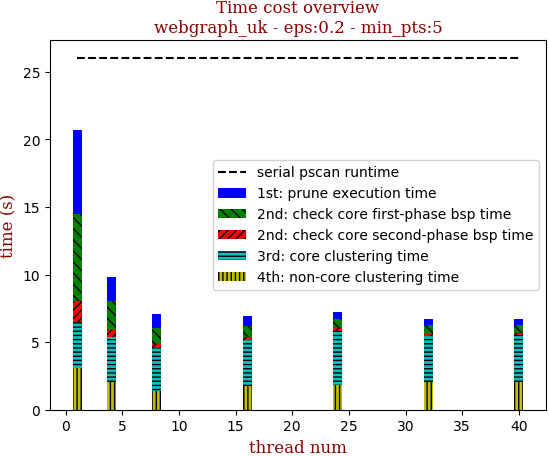 Time cost overview
webgraph_uk - eps:0.2 - min_pts:5
time (s)
25
20
15
10
5
0
serial pscan runtime
1st: prune execution time
2nd: check core first-phase bsp time
2nd: check core second-phase bsp time
3rd: core clustering time
4th: non-core clustering time
0 5 10 15 20 25 30 35 40
thread num